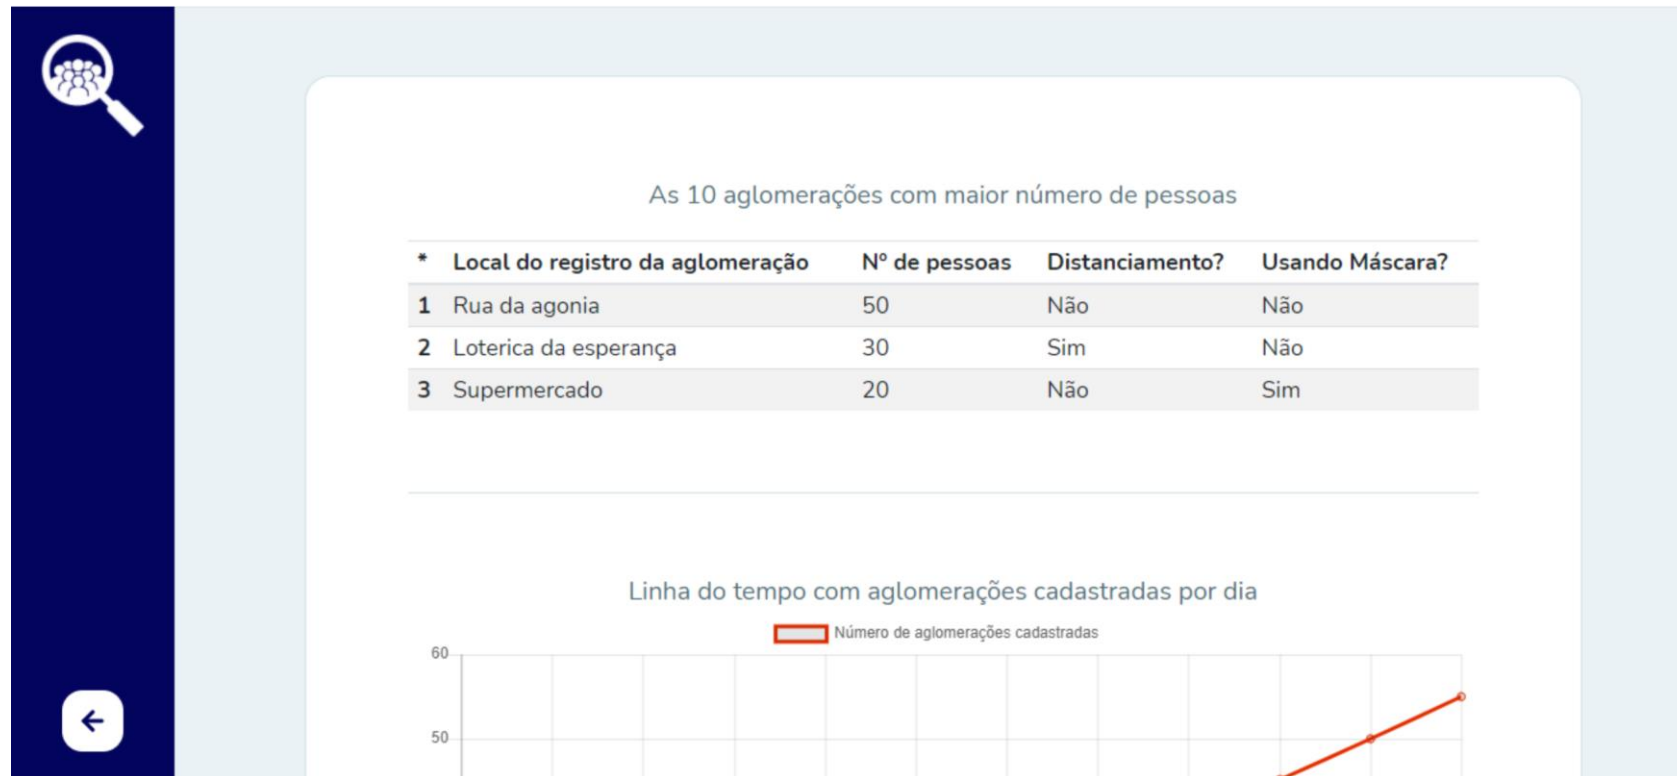 As 10 aglomerações com maior número de pessoas
* Local do registro da aglomeração Nº de pessoas Distanciamento? Usando Máscara?
1 Rua da agonia 50 Não Não
2 Loterica da esperança 30 Sim Não
3 Supermercado 20 Não Sim
Linha do tempo com aglomerações cadastradas por dia
Número de aglomerações cadastradas
60
50